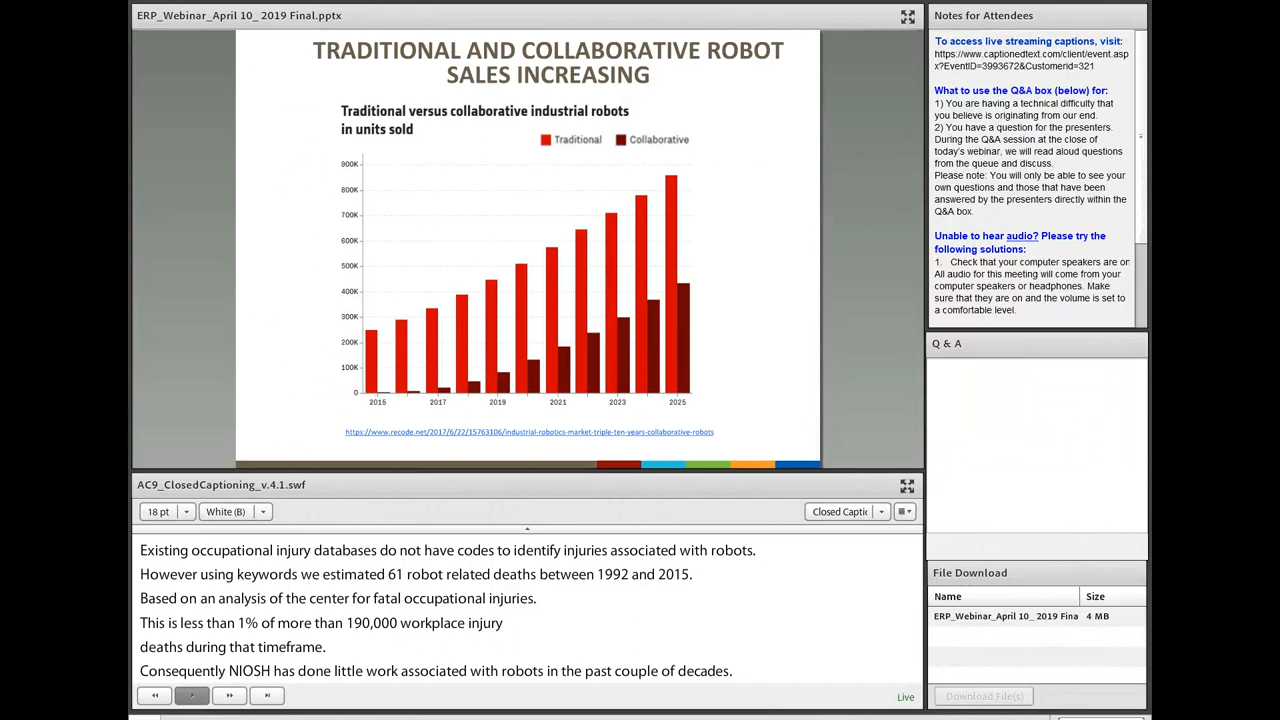 ERP_Webinar_April 10_ 2019 Final.pptx
TRADITIONAL AND COLLABORATIVE ROBOT
SALES INCREASING
Traditional versus collaborative industrial robots
in units sold
Traditional
Collaborative
900K
800K
700K
600K
500K
400K
300K
200K
100K
0
2015
2017
2019
2021
2023
2025
https://www.recode.net/2017/6/22/15763106/industrial-robotics-market-triple-ten-years-collaborative-robots
AC9_ClosedCaptioning_v.4.1.swf
18 pt
White (B)
Closed Captic
Existing occupational injury databases do not have codes to identify injuries associated with robots.
However using keywords we estimated 61 robot related deaths between 1992 and 2015.
Based on an analysis of the center for fatal occupational injuries.
This is less than 1% of more than 190,000 workplace injury
deaths during that timeframe.
Consequently NIOSH has done little work associated with robots in the past couple of decades.
Live
Notes for Attendees
To access live streaming captions, visit:
https://www.captionedtext.com/client/event.asp
x?EventID=3993672&Customerid=321
What to use the Q&A box (below) for:
1) You are having a technical difficulty that
you believe is originating from our end.
2) You have a question for the presenters.
During the Q&A session at the close of
today's webinar, we will read aloud questions
from the queue and discuss.
Please note: You will only be able to see your
own questions and those that have been
answered by the presenters directly within the
Q&A box.
Unable to hear audio? Please try the
following solutions:
1. Check that your computer speakers are on
All audio for this meeting will come from your
computer speakers or headphones. Make
sure that they are on and the volume is set to
a comfortable level.
Q & A
File Download
Name
Size
ERP_Webinar_April 10_ 2019 Fina
4 MB
Download File(s)